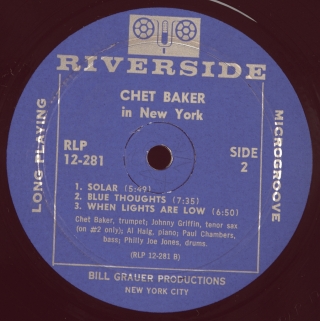 RIVERSIDE
CHET BAKER
in New York
LONG PLAYING
MICROGROOVE
RLP
12-281
SIDE
2
1. SOLAR (5:49)
2. BLUE THOUGHTS (7:35)
3. WHEN LIGHTS ARE LOW (6:50)
Chet Baker, trumpet; Johnny Griffin, tenor sax
(on #2 only); Al Haig, piano; Paul Chambers,
bass; Philly Joe Jones, drums.
(RLP 12-281 B)
BILL GRAUER PRODUCTIONS
NEW YORK CITY